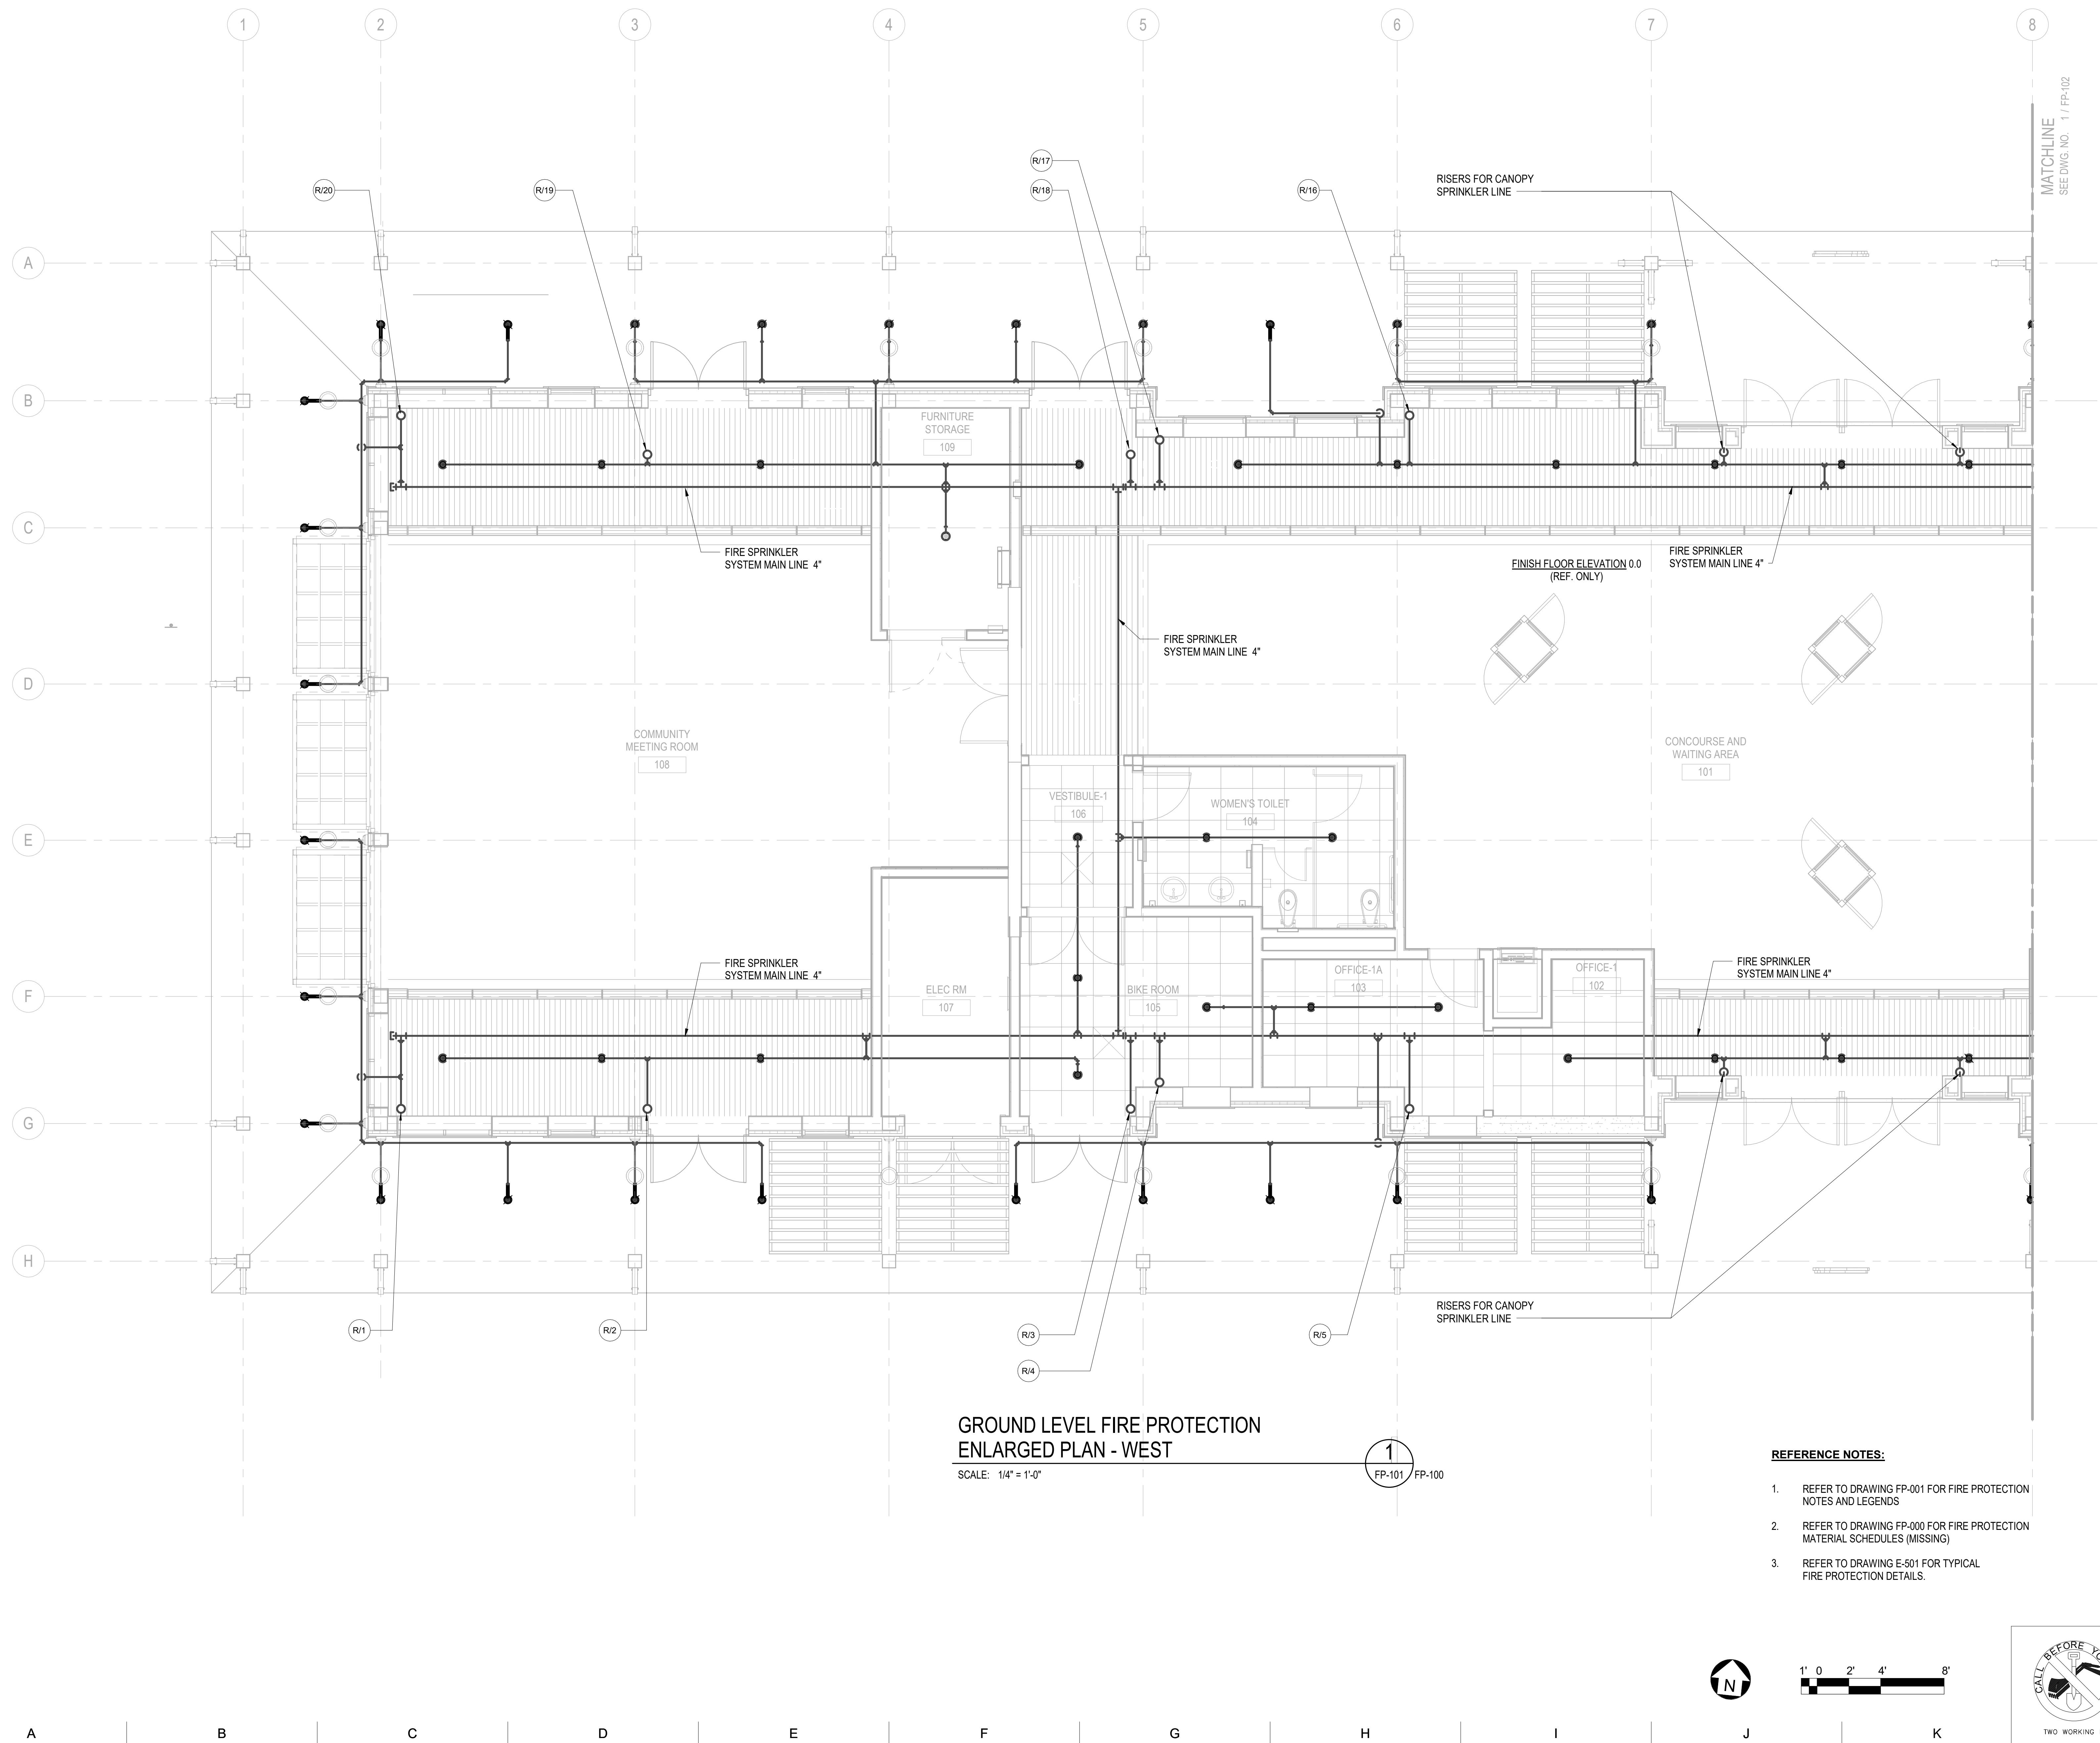 1
2
3
4
5
6
7
8
MATCHLINE
SEE DWG. NO. 1 / FP-102
R/17
R/20
R/19
R/18
R/16
RISERS FOR CANOPY
SPRINKLER LINE
A
B
FURNITURE
STORAGE
109
C
FIRE SPRINKLER
SYSTEM MAIN LINE 4"
FINISH FLOOR ELEVATION 0.0
(REF. ONLY)
FIRE SPRINKLER
SYSTEM MAIN LINE 4"
FIRE SPRINKLER
SYSTEM MAIN LINE 4"
D
COMMUNITY
MEETING ROOM
108
CONCOURSE AND
WAITING AREA
101
VESTIBULE-1
106
WOMEN'S TOILET
104
E
FIRE SPRINKLER
SYSTEM MAIN LINE 4"
FIRE SPRINKLER
SYSTEM MAIN LINE 4"
F
ELEC RM
107
BIKE ROOM
105
OFFICE-1A
103
OFFICE-1
102
G
H
RISERS FOR CANOPY
SPRINKLER LINE
R/1
R/2
R/3
R/5
R/4
GROUND LEVEL FIRE PROTECTION
ENLARGED PLAN - WEST
SCALE: 1/4" = 1'-0"
1
FP-101
FP-100
REFERENCE NOTES:
1. REFER TO DRAWING FP-001 FOR FIRE PROTECTION
NOTES AND LEGENDS
2. REFER TO DRAWING FP-000 FOR FIRE PROTECTION
MATERIAL SCHEDULES (MISSING)
3. REFER TO DRAWING E-501 FOR TYPICAL
FIRE PROTECTION DETAILS.
N
1' 0 2' 4' 8'
CALL BEFORE YO
TWO WORKING
A B C D E F G H I J K